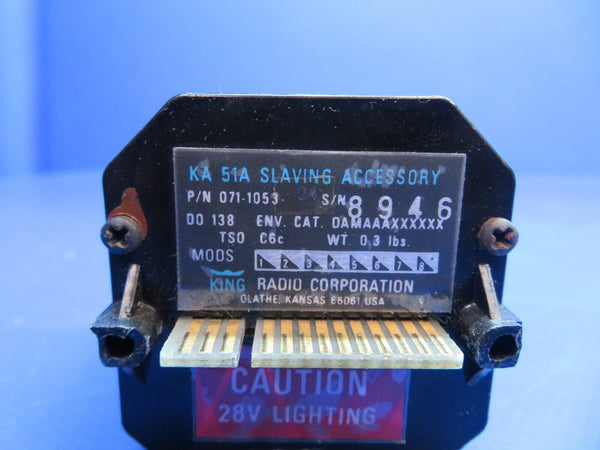 KA 51A SLAVING ACCESSORY
P/N 071-1053- S/N 8946
DO 138 ENV. CAT. DAMAAAXXXXXX
TSO C6c WT. 0.3 lbs.
MODS 1 2 3 4 5 6 7 8
KING RADIO CORPORATION
OLATHE, KANSAS 66061 USA
CAUTION
28V LIGHTING